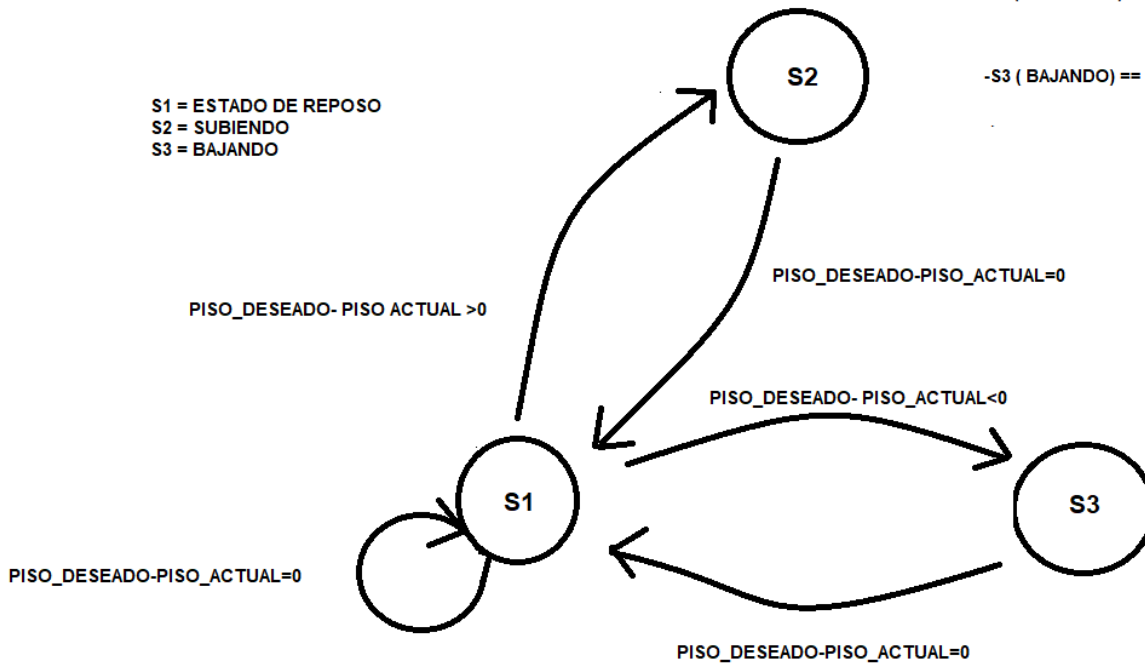 S2
-S3 ( BAJANDO) ==
S1 = ESTADO DE REPOSO
S2 = SUBIENDO
S3 = BAJANDO
PISO_DESEADO-PISO_ACTUAL=0
PISO_DESEADO- PISO ACTUAL >0
PISO_DESEADO- PISO_ACTUAL<0
S1
S3
PISO_DESEADO-PISO_ACTUAL=0
PISO_DESEADO-PISO_ACTUAL=0